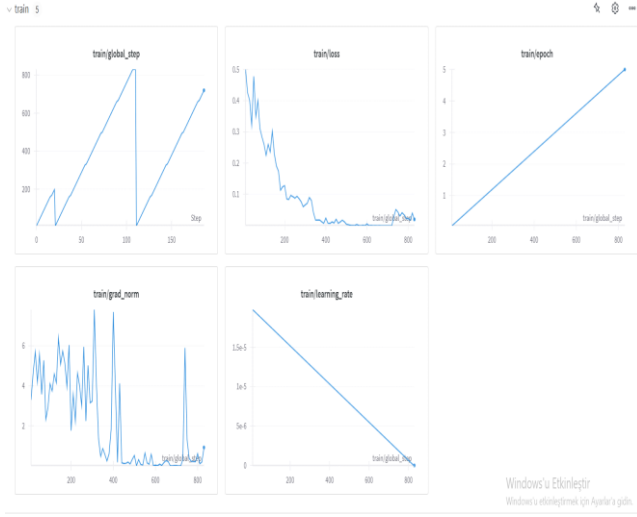 train 5
train/global_step
800
600
400
200
0 50 100 150
Step
train/loss
0.5
0.4
0.3
0.2
0.1
200 400 600 800
train/global_step
train/epoch
5
4
3
2
1
200 400 600 800
train/global_step
train/grad_norm
6
4
2
200 400 600 800
train/global_step
train/learning_rate
1.5e-5
1e-5
5e-6
0
200 400 600 800
train/global_step
Windows'u Etkinleştir
Windows'u etkinleştirmek için Ayarlar'a gidin.